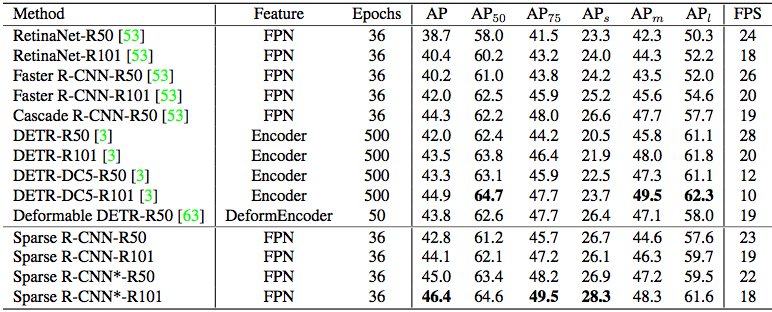 Method Feature Epochs AP AP50 AP75 APs APm APl FPS
RetinaNet-R50 [53] FPN 36 38.7 58.0 41.5 23.3 42.3 50.3 24
RetinaNet-R101 [53] FPN 36 40.4 60.2 43.2 24.0 44.3 52.2 18
Faster R-CNN-R50 [53] FPN 36 40.2 61.0 43.8 24.2 43.5 52.0 26
Faster R-CNN-R101 [53] FPN 36 42.0 62.5 45.9 25.2 45.6 54.6 20
Cascade R-CNN-R50 [53] FPN 36 44.3 62.2 48.0 26.6 47.7 57.7 19
DETR-R50 [3] Encoder 500 42.0 62.4 44.2 20.5 45.8 61.1 28
DETR-R101 [3] Encoder 500 43.5 63.8 46.4 21.9 48.0 61.8 20
DETR-DC5-R50 [3] Encoder 500 43.3 63.1 45.9 22.5 47.3 61.1 12
DETR-DC5-R101 [3] Encoder 500 44.9 64.7 47.7 23.7 49.5 62.3 10
Deformable DETR-R50 [63] DeformEncoder 50 43.8 62.6 47.7 26.4 47.1 58.0 19
Sparse R-CNN-R50 FPN 36 42.8 61.2 45.7 26.7 44.6 57.6 23
Sparse R-CNN-R101 FPN 36 44.1 62.1 47.2 26.1 46.3 59.7 19
Sparse R-CNN*-R50 FPN 36 45.0 63.4 48.2 26.9 47.2 59.5 22
Sparse R-CNN*-R101 FPN 36 46.4 64.6 49.5 28.3 48.3 61.6 18